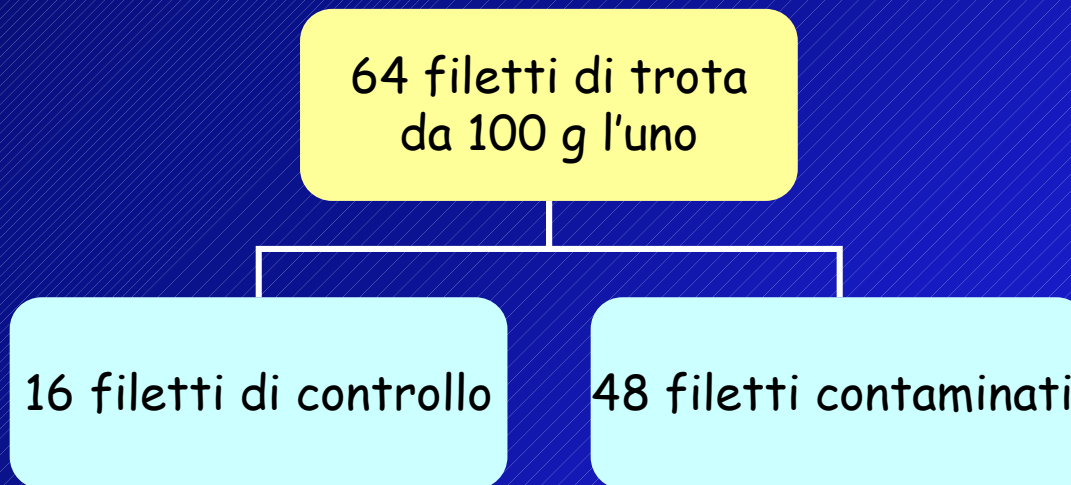 64 filetti di trota
da 100 g l’uno
16 filetti di controllo
48 filetti contaminati